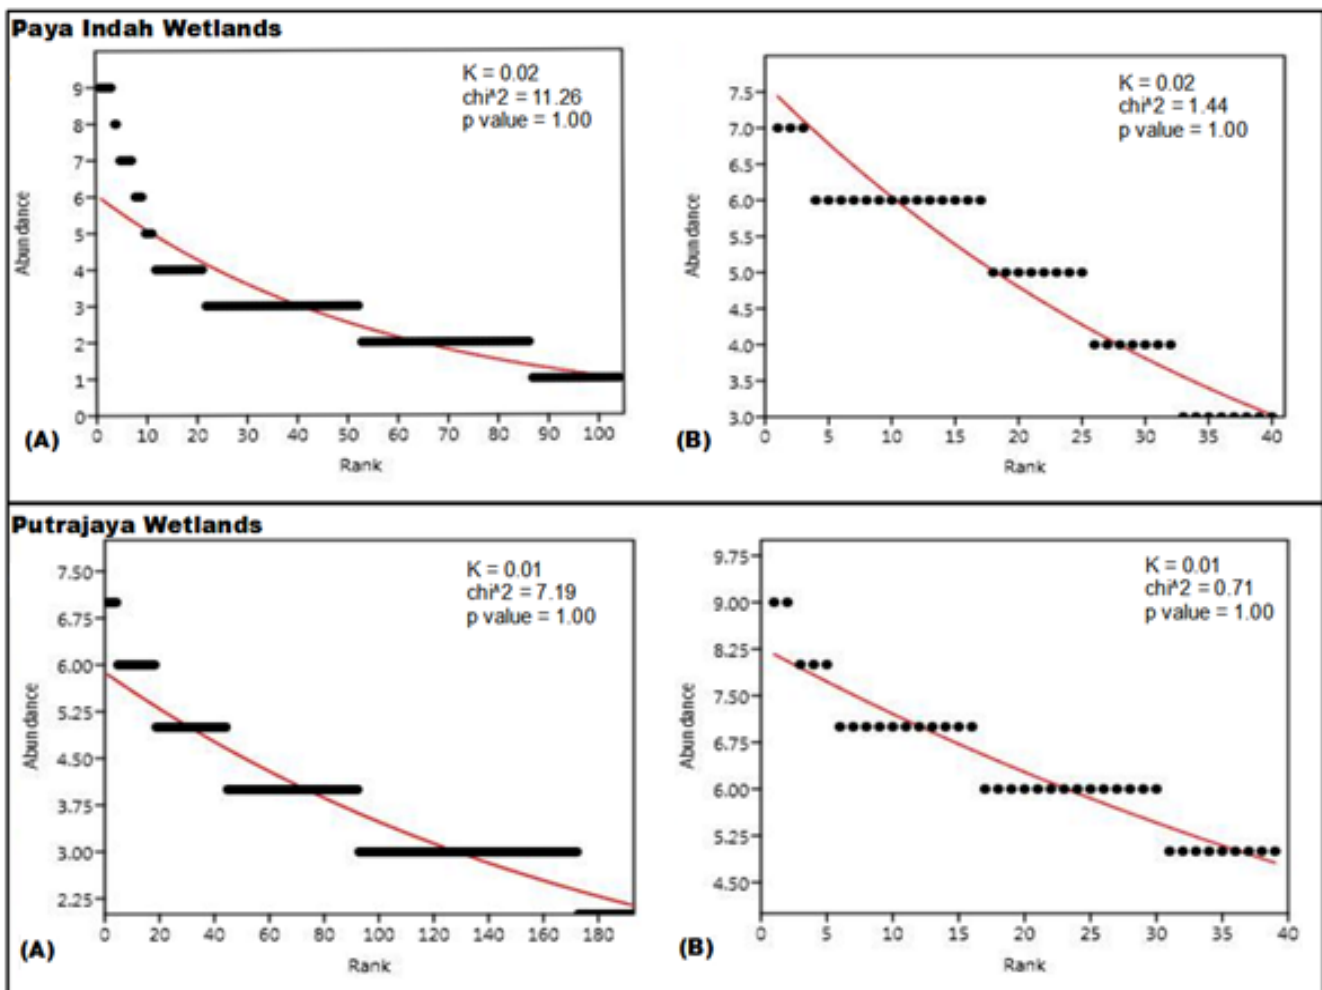 Paya Indah Wetlands
K = 0.02
chi^2 = 11.26
p value = 1.00
9
8
7
6
5
4
3
2
1
0
Abundance
0 10 20 30 40 50 60 70 80 90 100
Rank
(A)
K = 0.02
chi^2 = 1.44
p value = 1.00
7.5
7.0
6.5
6.0
5.5
5.0
4.5
4.0
3.5
3.0
Abundance
0 5 10 15 20 25 30 35 40
Rank
(B)
Putrajaya Wetlands
K = 0.01
chi^2 = 7.19
p value = 1.00
7.50
6.75
6.00
5.25
4.50
3.75
3.00
2.25
Abundance
0 20 40 60 80 100 120 140 160 180
Rank
(A)
K = 0.01
chi^2 = 0.71
p value = 1.00
9.75
9.00
8.25
7.50
6.75
6.00
5.25
4.50
Abundance
0 5 10 15 20 25 30 35 40
Rank
(B)